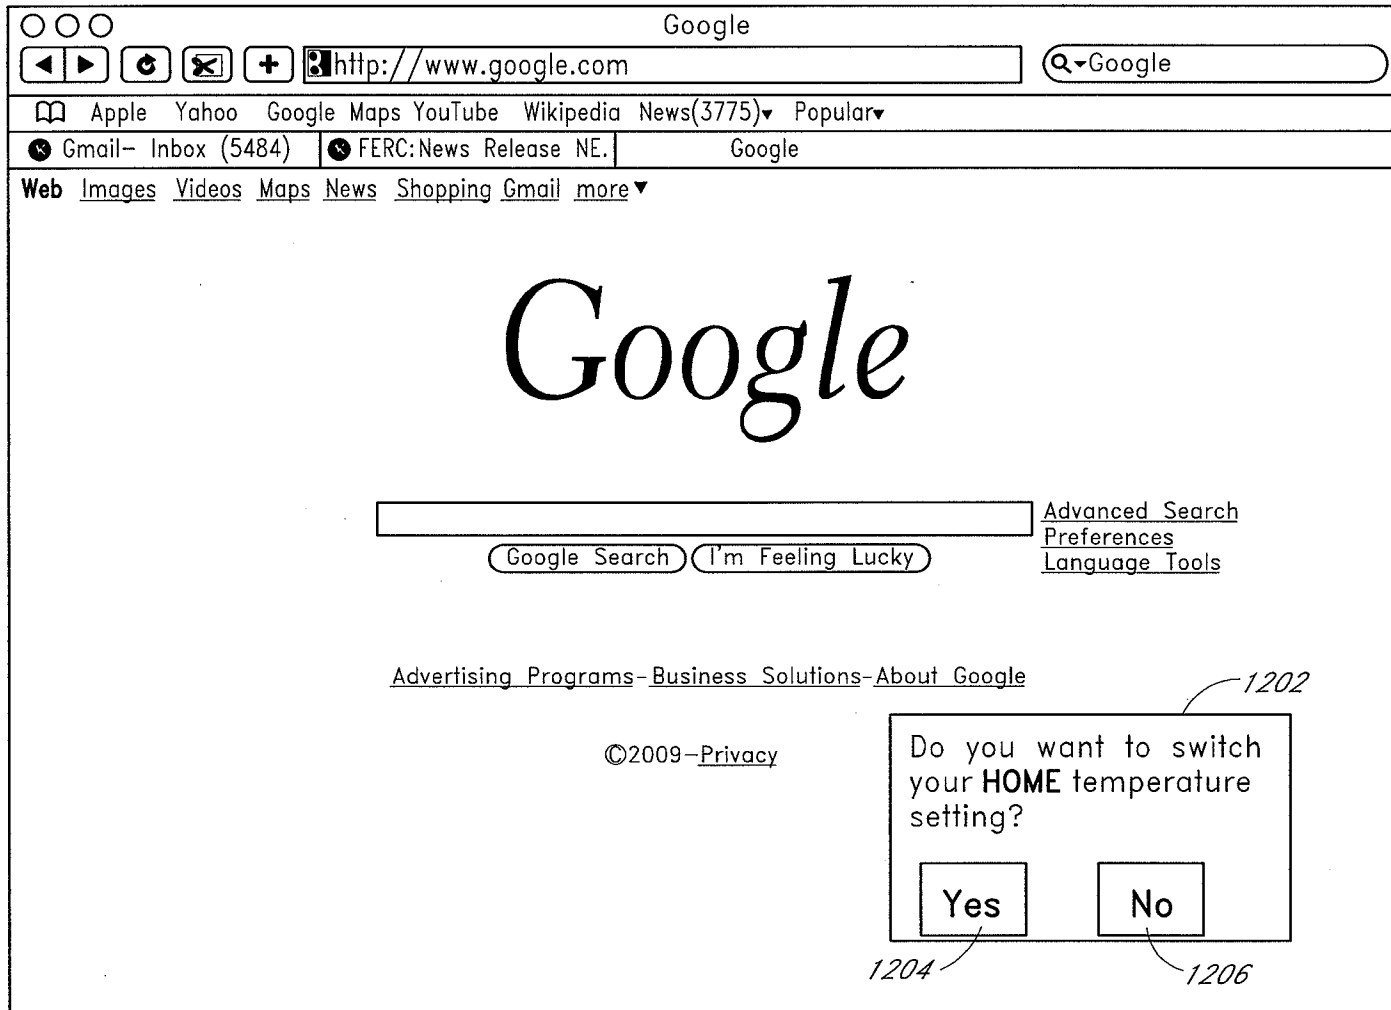 Google
http://www.google.com
Google
Apple Yahoo Google Maps YouTube Wikipedia News(3775)▾ Popular▾
Gmail- Inbox (5484) FERC:News Release NE. Google
Web Images Videos Maps News Shopping Gmail more ▼
Google
Advanced Search
Preferences
Language Tools
Google Search I'm Feeling Lucky
Advertising Programs-Business Solutions-About Google
©2009-Privacy
1202
Do you want to switch
your HOME temperature
setting?
Yes No
1204 1206